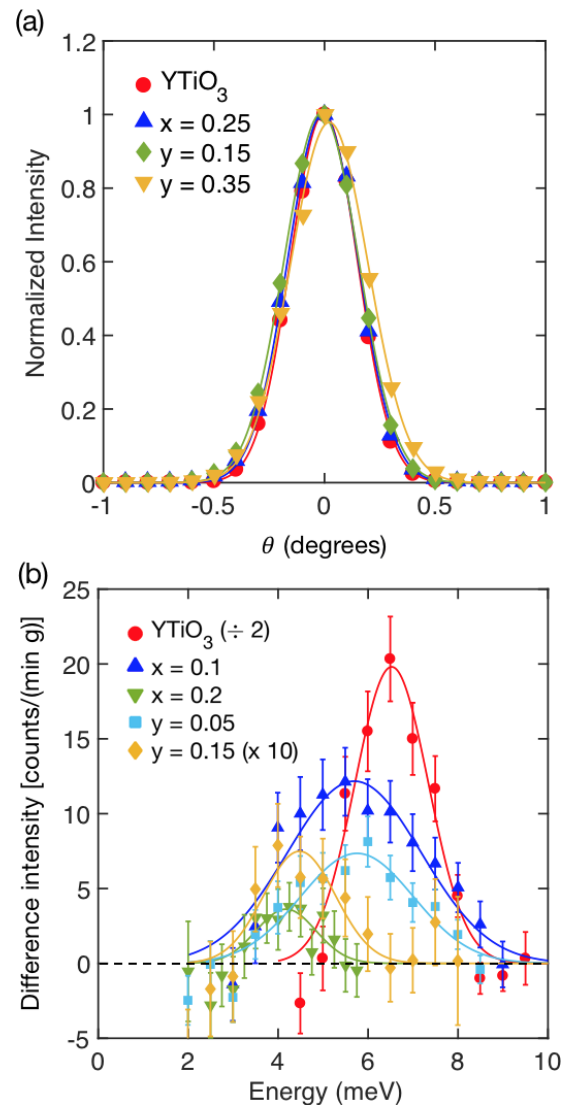 (a)
1.2
1
0.8
0.6
0.4
0.2
0
Normalized Intensity
YTiO₃
x = 0.25
y = 0.15
y = 0.35
-1 -0.5 0 0.5 1
θ (degrees)
(b)
25
20
15
10
5
0
-5
Difference intensity [counts/(min g)]
YTiO₃ (÷ 2)
x = 0.1
x = 0.2
y = 0.05
y = 0.15 (x 10)
0 2 4 6 8 10
Energy (meV)